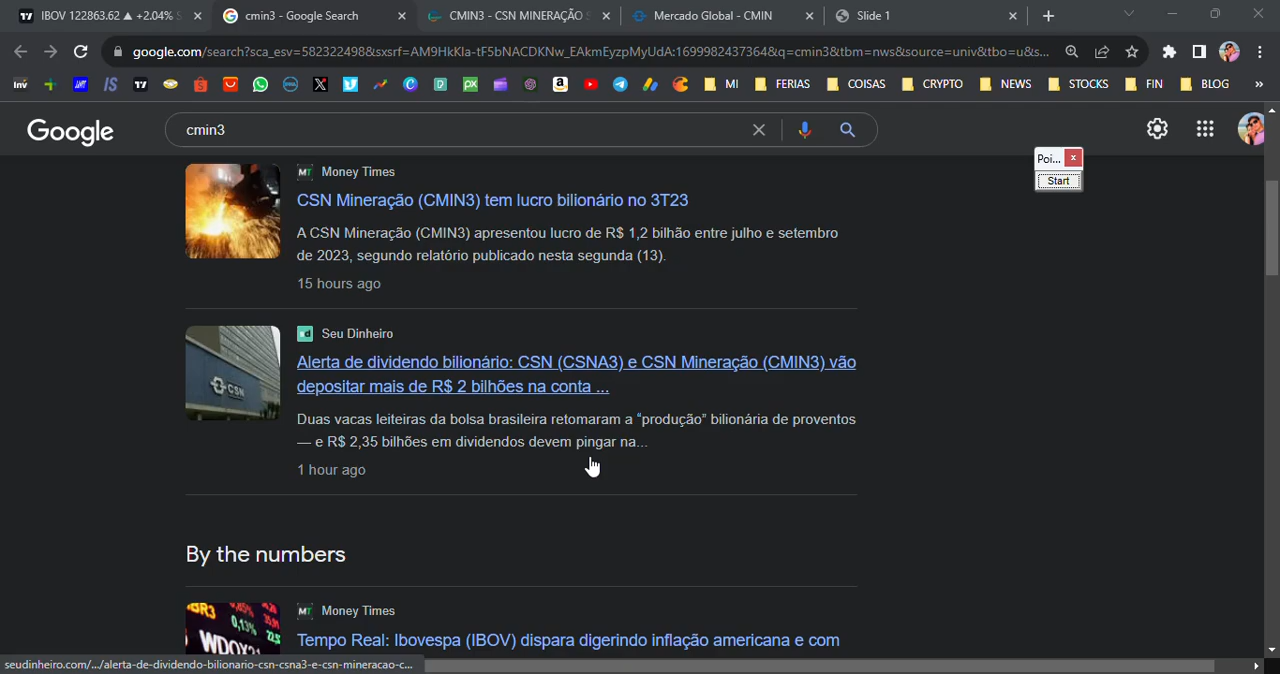 IBOV 122863.62 ▲ +2.04%
cmin3 - Google Search
CMIN3 - CSN MINERAÇÃO
Mercado Global - CMIN
Slide 1
google.com/search?sca_esv=582322498&sxsrf=AM9HkKla-tF5bNACDKNw_EAkmEyzpMyUdA:1699982437364&q=cmin3&tbm=nws&source=univ&tbo=u&s...
MI
FERIAS
COISAS
CRYPTO
NEWS
STOCKS
FIN
BLOG
»
Google
cmin3
Poi...
Start
Money Times
CSN Mineração (CMIN3) tem lucro bilionário no 3T23
A CSN Mineração (CMIN3) apresentou lucro de R$ 1,2 bilhão entre julho e setembro
de 2023, segundo relatório publicado nesta segunda (13).
15 hours ago
CSN
Seu Dinheiro
Alerta de dividendo bilionário: CSN (CSNA3) e CSN Mineração (CMIN3) vão
depositar mais de R$ 2 bilhões na conta ...
Duas vacas leiteiras da bolsa brasileira retomaram a “produção” bilionária de proventos
— e R$ 2,35 bilhões em dividendos devem pingar na...
1 hour ago
By the numbers
Money Times
Tempo Real: Ibovespa (IBOV) dispara digerindo inflação americana e com
seudinheiro.com/.../alerta-de-dividendo-bilionario-csn-csna3-e-csn-mineracao-c...